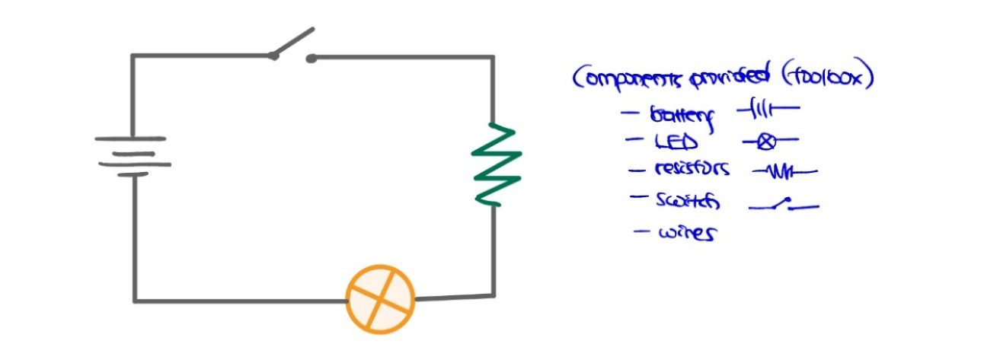 Components provided (toolbox)
- battery
- LED
- resistors
- switch
- wires